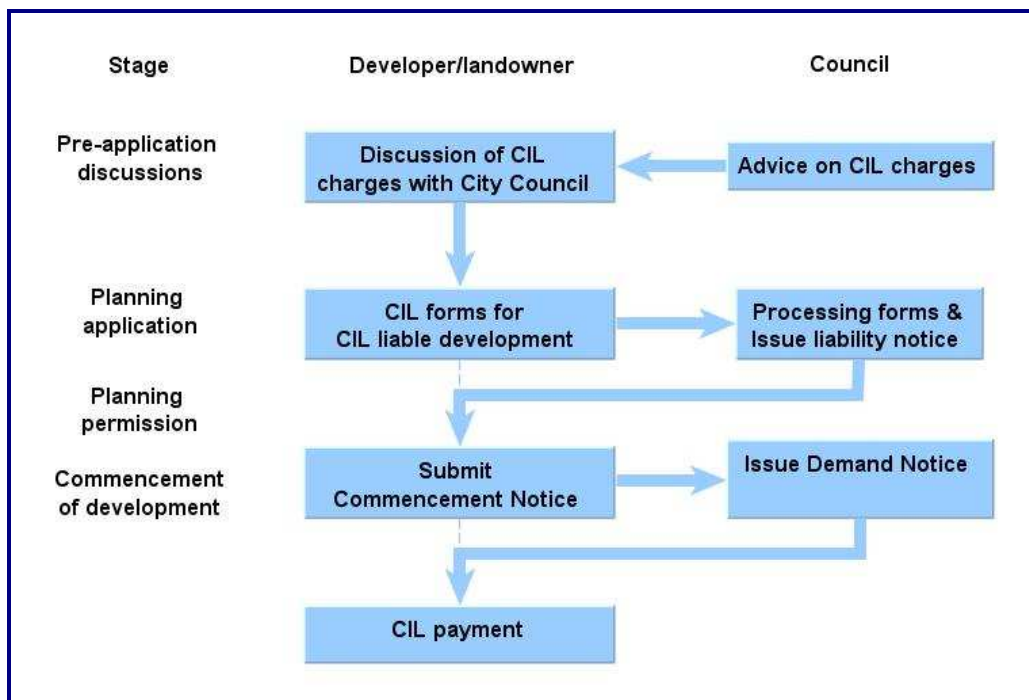 Stage
Developer/landowner
Council
Pre-application
discussions
Discussion of CIL
charges with City Council
Advice on CIL charges
Planning
application
CIL forms for
CIL liable development
Processing forms &
Issue liability notice
Planning
permission
Commencement
of development
Submit
Commencement Notice
Issue Demand Notice
CIL payment